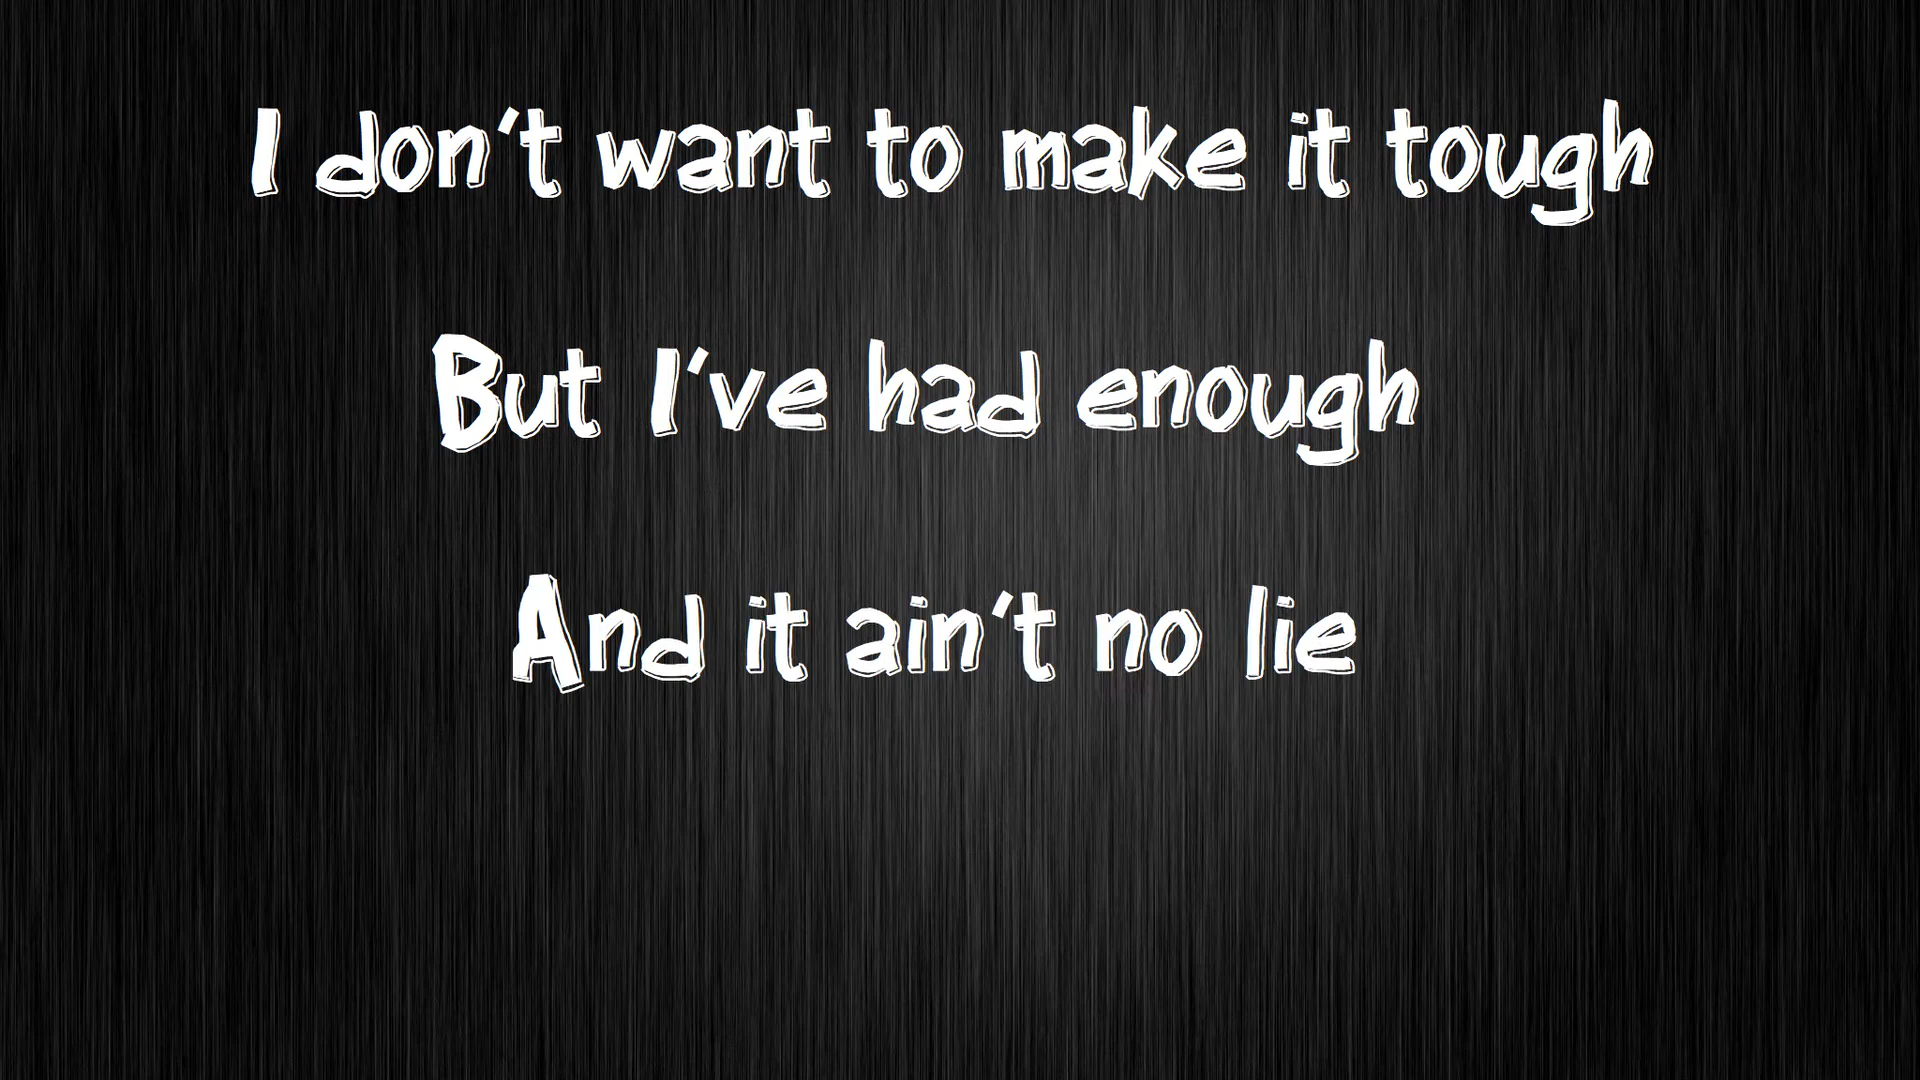 I don't want to make it tough
But I've had enough
And it ain't no lie